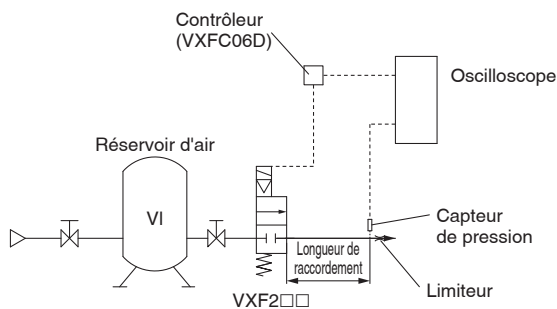 Contrôleur
(VXFC06D)
Oscilloscope
Réservoir d'air
VI
Capteur
de pression
Longueur de
raccordement
Limiteur
VXF2□□